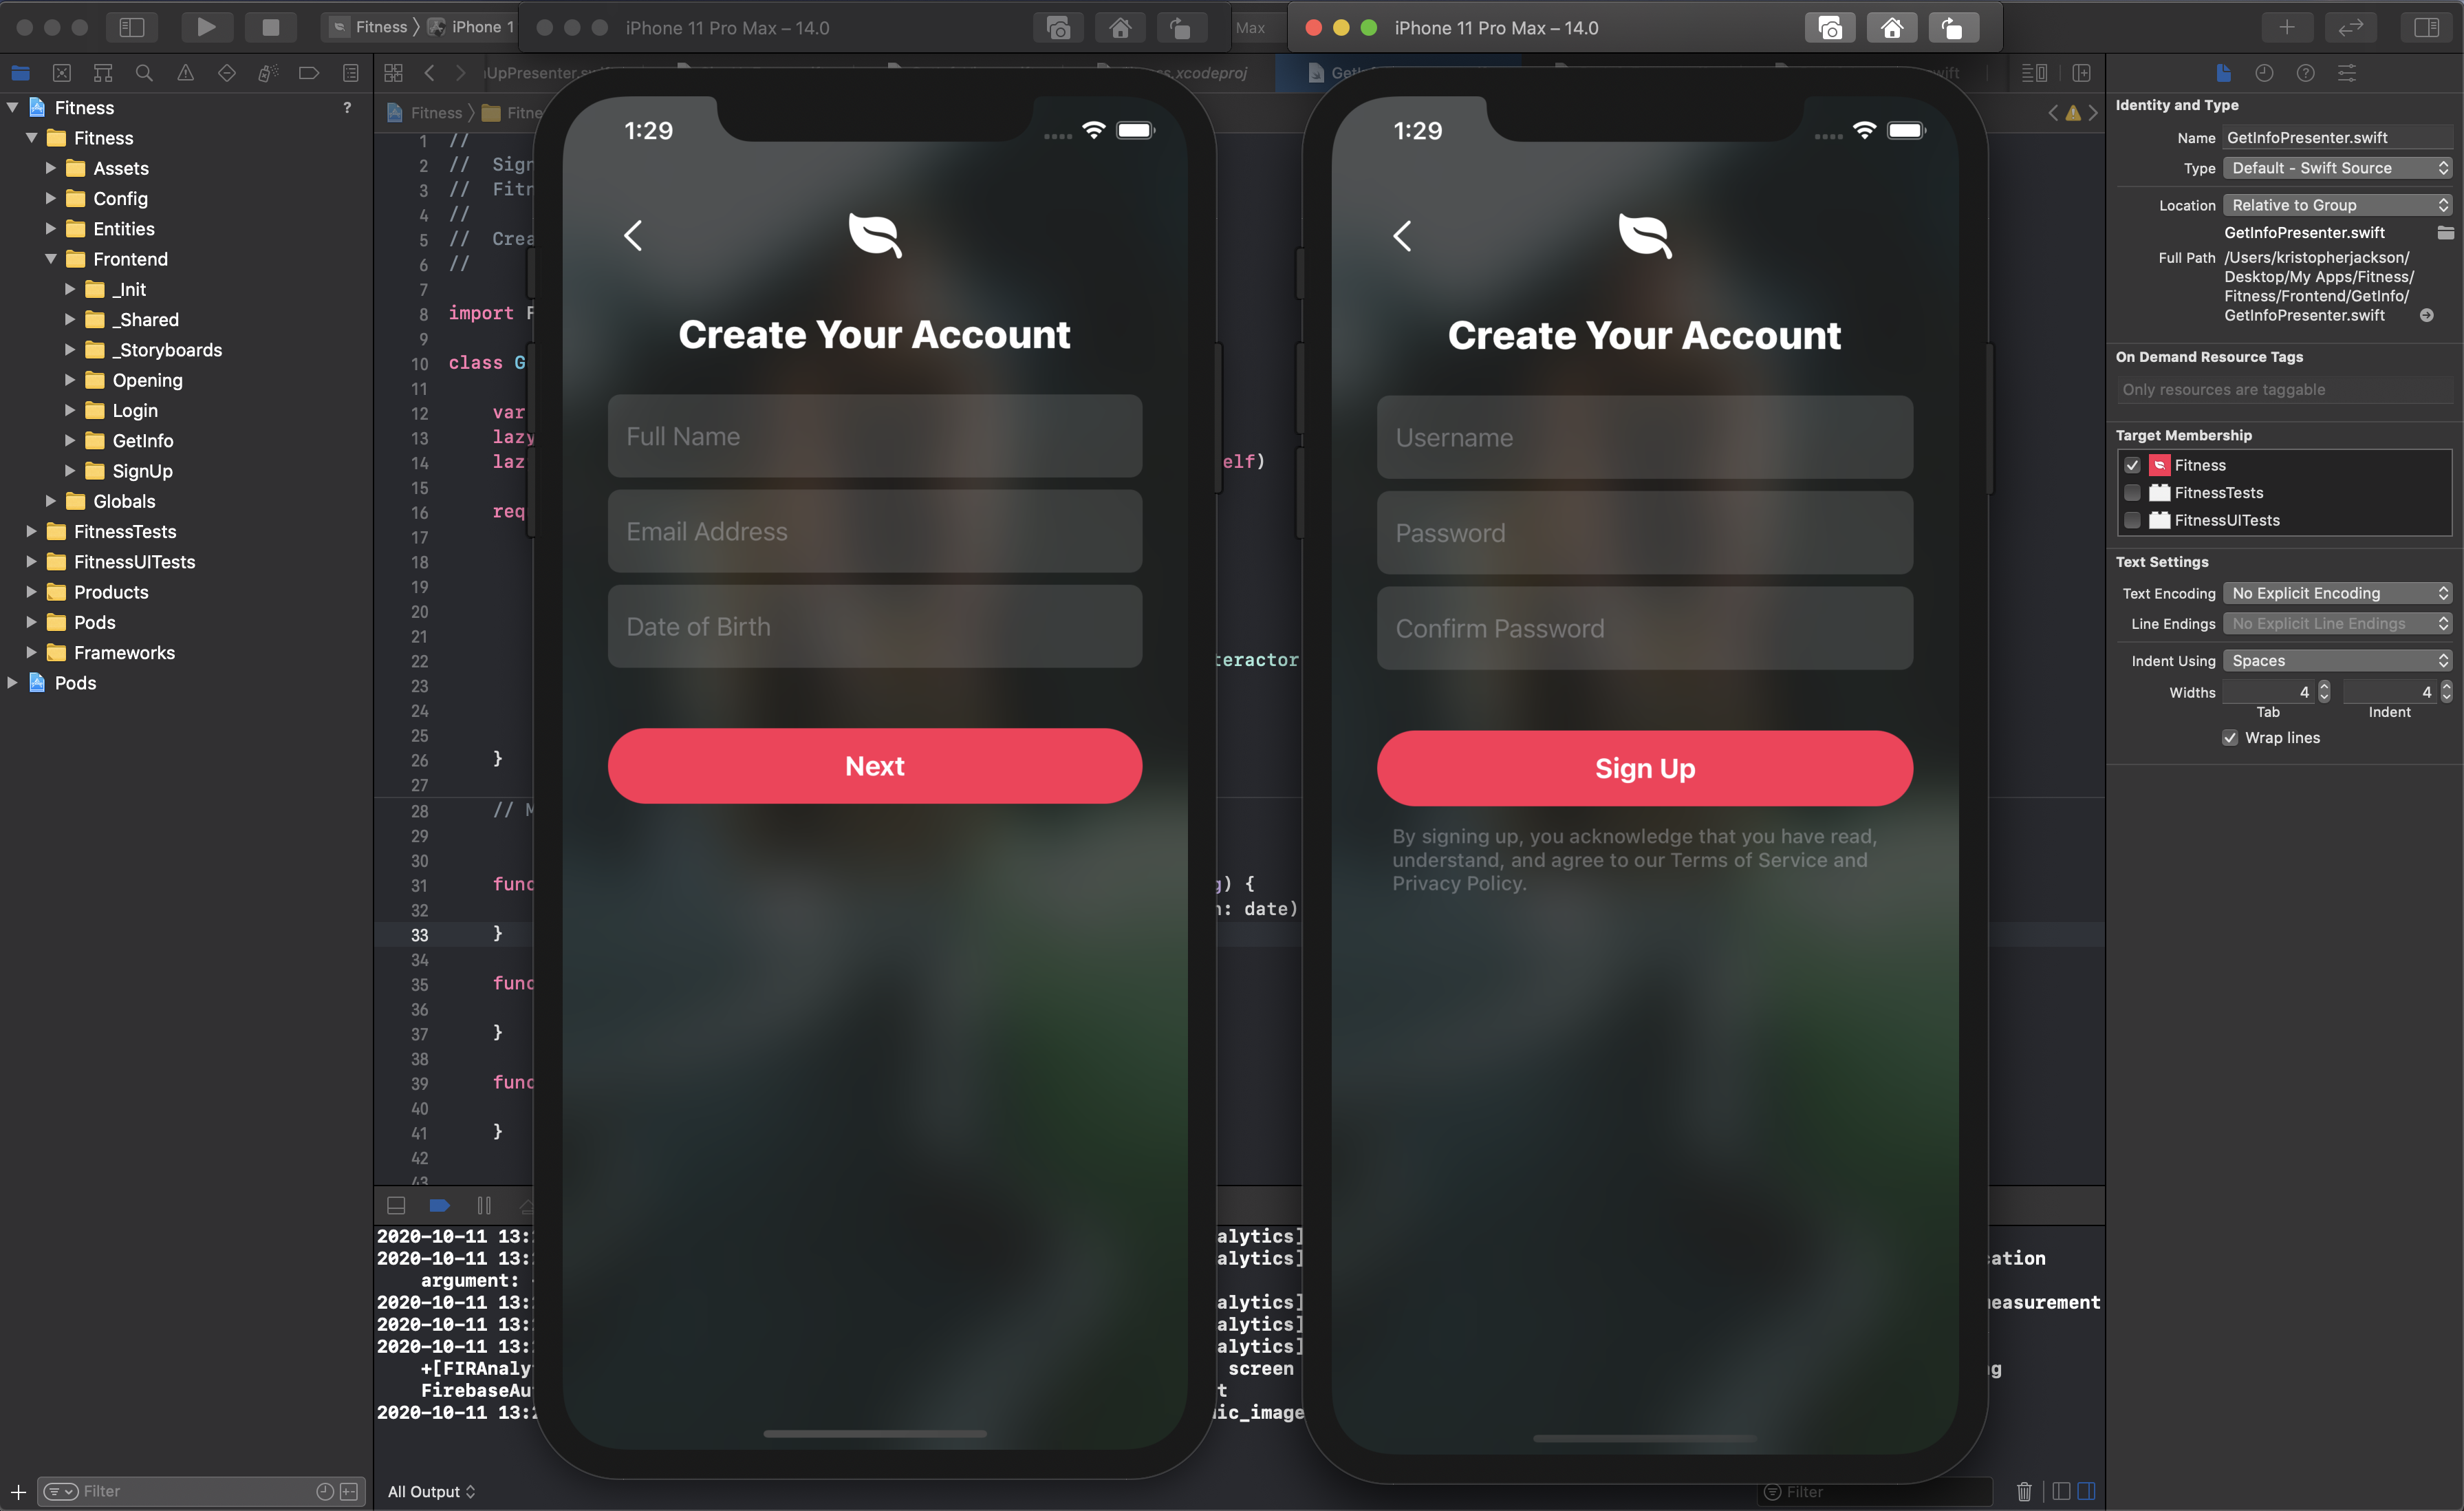 Fitness
iPhone 1
iPhone 11 Pro Max – 14.0
Max
iPhone 11 Pro Max – 14.0
Fitness
?
Fitness
Assets
Config
Entities
Frontend
_Init
_Shared
_Storyboards
Opening
Login
GetInfo
SignUp
Globals
FitnessTests
FitnessUITests
Products
Pods
Frameworks
Pods
Filter
UpPresenter.sw
.xcodeproj
Get
wift
Fitness
Fitne
1 //
2 // Sign
3 // Fitn
4 //
5 // Crea
6 //
7
8 import F
9
10 class G
11
12 var
13 lazy
14 laz elf)
15
16 req
17
18
19
20
21
22 teractor
23
24
25
26 }
27
28 // M
29
30
31 func g) {
32 n: date)
33 }
34
35 func
36
37 }
38
39 func
40
41 }
42
43
1:29
Create Your Account
Full Name
Email Address
Date of Birth
Next
1:29
Create Your Account
Username
Password
Confirm Password
Sign Up
By signing up, you acknowledge that you have read,
understand, and agree to our Terms of Service and
Privacy Policy.
2020-10-11 13: alytics]
2020-10-11 13: alytics] ation
argument:
2020-10-11 13: alytics] easurement
2020-10-11 13: alytics]
2020-10-11 13: alytics]
+[FIRAnaly screen g
FirebaseAu t
2020-10-11 13:2 ic_image
All Output
Filter
Identity and Type
Name GetInfoPresenter.swift
Type Default - Swift Source
Location Relative to Group
GetInfoPresenter.swift
Full Path /Users/kristopherjackson/
Desktop/My Apps/Fitness/
Fitness/Frontend/GetInfo/
GetInfoPresenter.swift
On Demand Resource Tags
Only resources are taggable
Target Membership
Fitness
FitnessTests
FitnessUITests
Text Settings
Text Encoding No Explicit Encoding
Line Endings No Explicit Line Endings
Indent Using Spaces
Widths 4 4
Tab Indent
Wrap lines